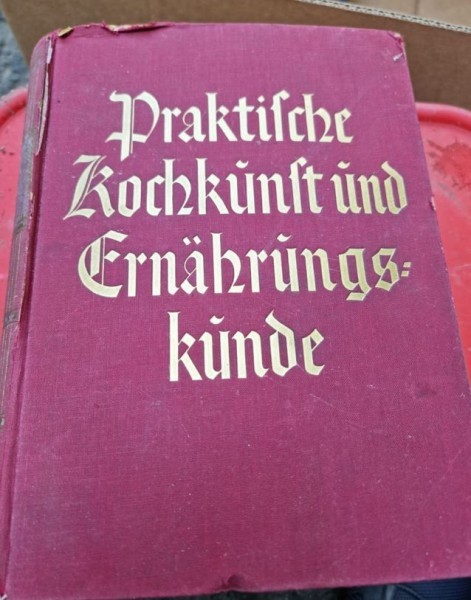 Praktiſche
Kochkunſt und
Ernährungs-
kunde